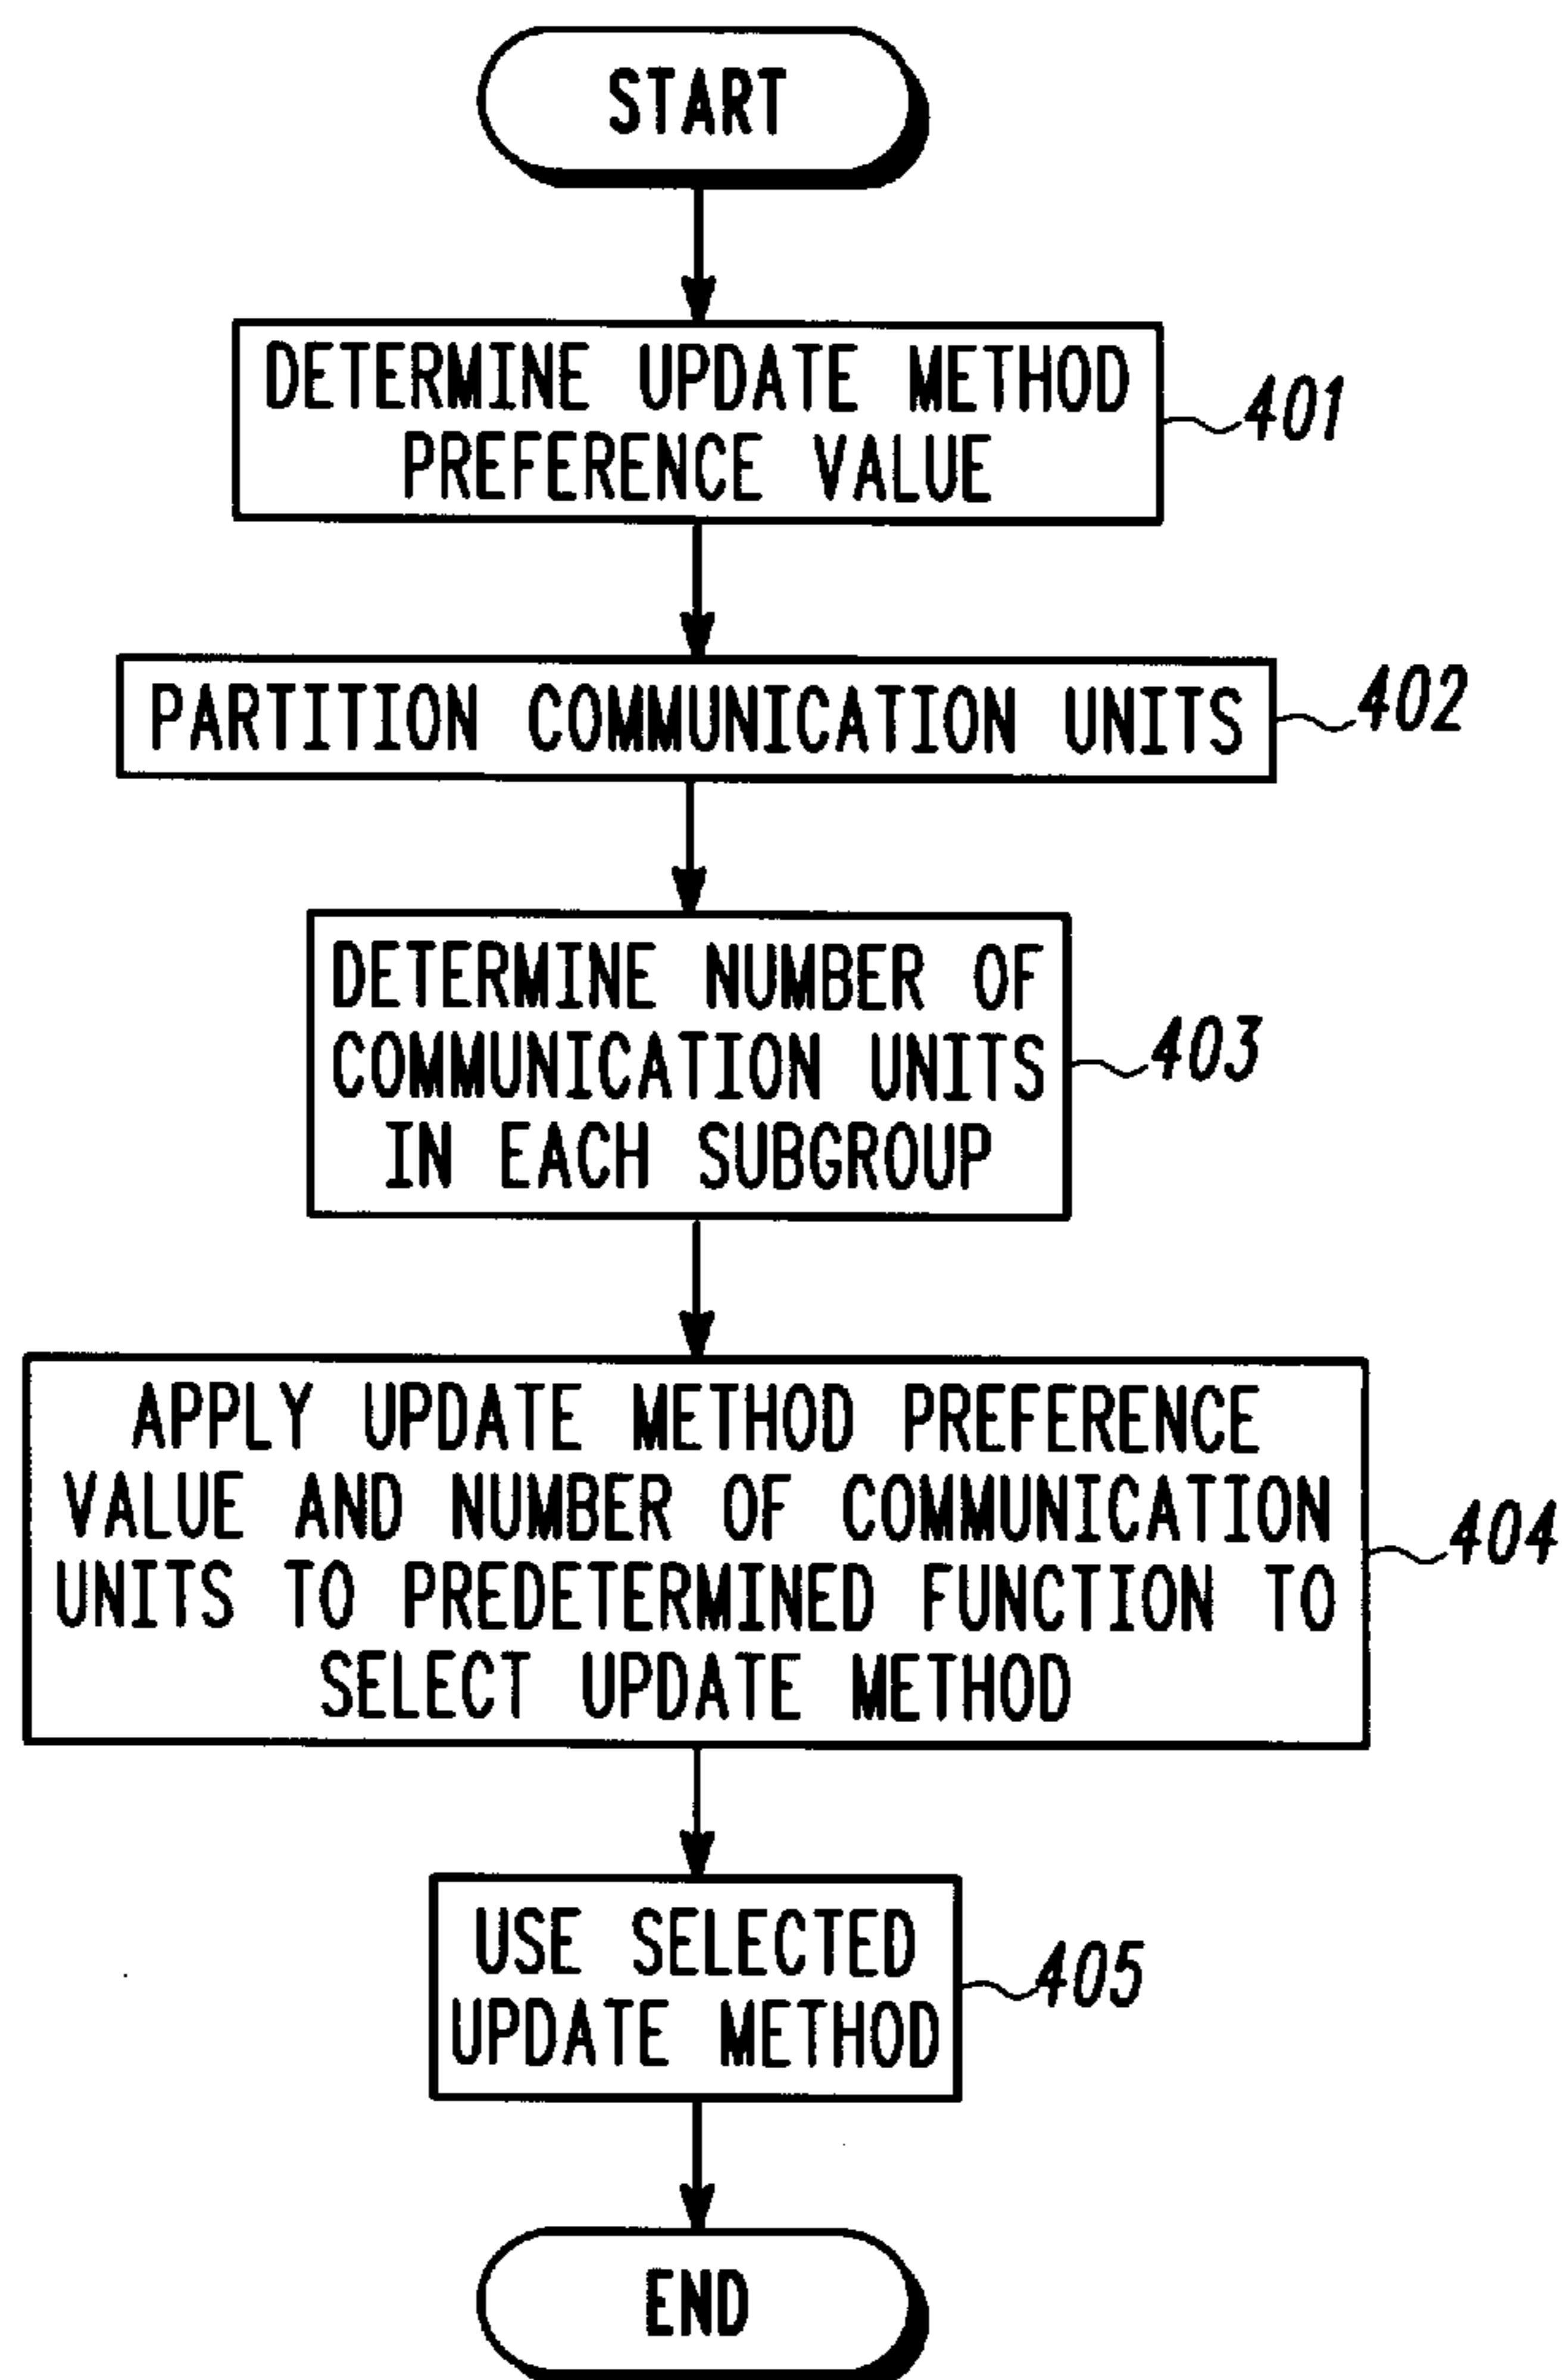 START
DETERMINE UPDATE METHOD
PREFERENCE VALUE
401
PARTITION COMMUNICATION UNITS
402
DETERMINE NUMBER OF
COMMUNICATION UNITS
IN EACH SUBGROUP
403
APPLY UPDATE METHOD PREFERENCE
VALUE AND NUMBER OF COMMUNICATION
UNITS TO PREDETERMINED FUNCTION TO
SELECT UPDATE METHOD
404
USE SELECTED
UPDATE METHOD
405
END